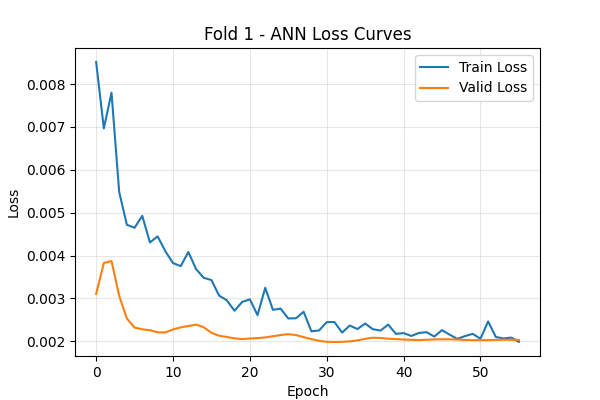 Fold 1 - ANN Loss Curves
Train Loss
Valid Loss
Loss
0.008
0.007
0.006
0.005
0.004
0.003
0.002
0 10 20 30 40 50
Epoch